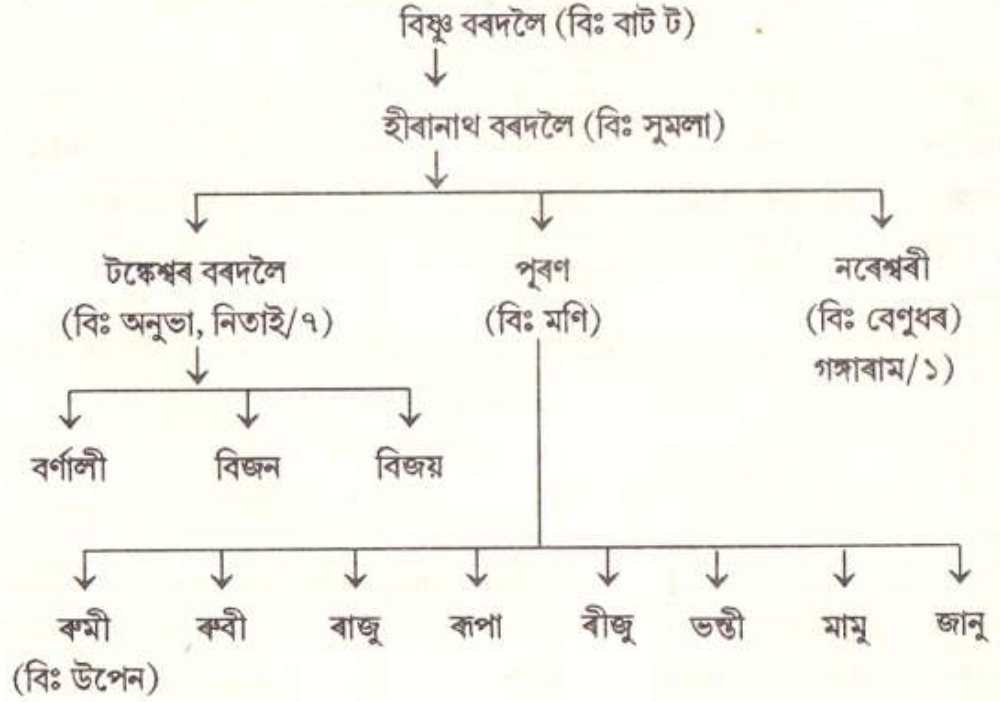 বিষ্ণু বৰদলৈ (বিঃ বাট ট)
হীৰানাথ বৰদলৈ (বিঃ সুমলা)
টঙ্কেশ্বৰ বৰদলৈ পূৰণ নৰেশ্বৰী
(বিঃ অনুভা, নিতাই/৭) (বিঃ মণি) (বিঃ বেণুধৰ)
গঙ্গাৰাম/১)
বৰ্ণালী বিজন বিজয়
ৰুমী ৰুবী ৰাজু ৰূপা ৰীজু ভন্তী মামু জানু
(বিঃ উপেন)